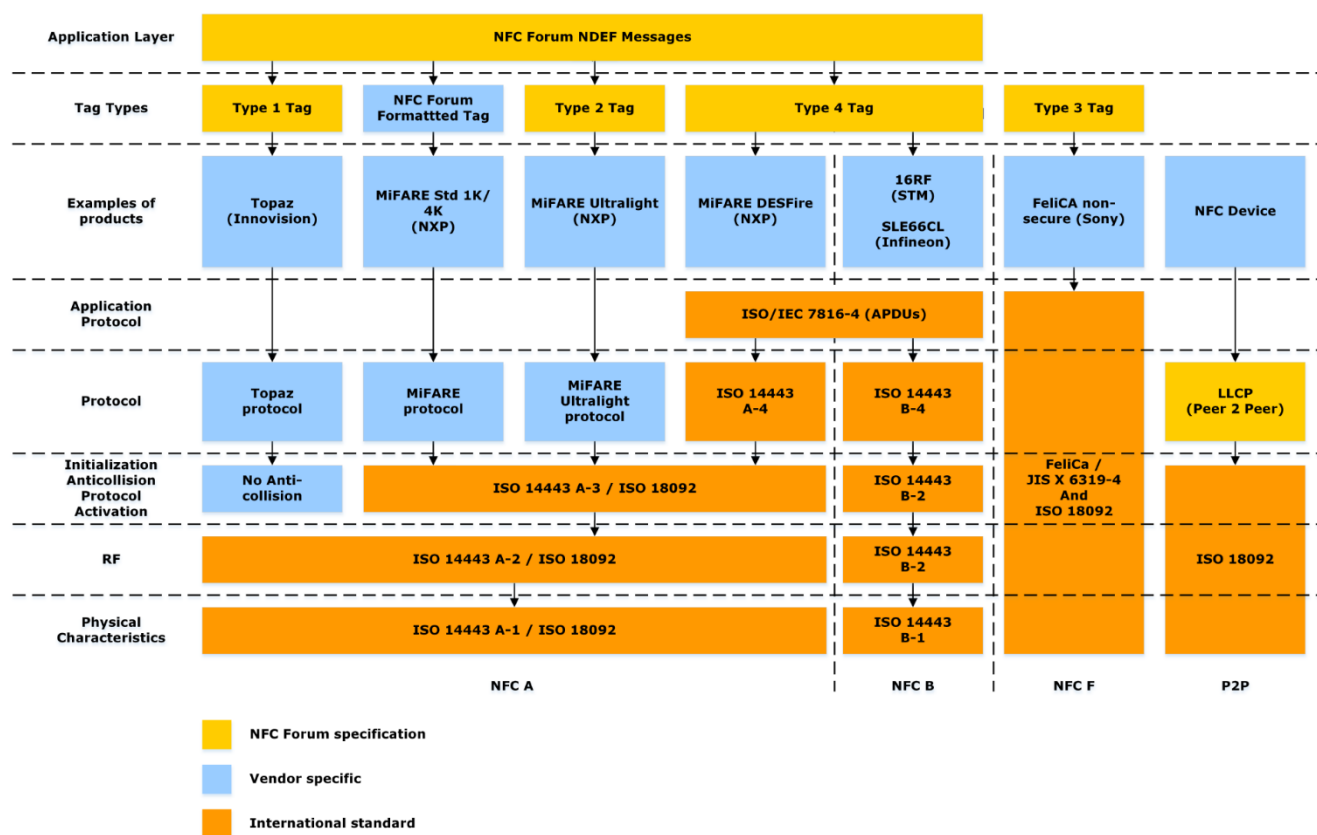 Application Layer
NFC Forum NDEF Messages
Tag Types
Type 1 Tag
NFC Forum
Formattted Tag
Type 2 Tag
Type 4 Tag
Type 3 Tag
Examples of
products
Topaz
(Innovision)
MiFARE Std 1K/
4K
(NXP)
MiFARE Ultralight
(NXP)
MiFARE DESFire
(NXP)
16RF
(STM)
SLE66CL
(Infineon)
FeliCA non-
secure (Sony)
NFC Device
Application
Protocol
ISO/IEC 7816-4 (APDUs)
Protocol
Topaz
protocol
MiFARE
protocol
MiFARE
Ultralight
protocol
ISO 14443
A-4
ISO 14443
B-4
LLCP
(Peer 2 Peer)
Initialization
Anticollision
Protocol
Activation
No Anti-
collision
ISO 14443 A-3 / ISO 18092
ISO 14443
B-2
FeliCa /
JIS X 6319-4
And
ISO 18092
RF
ISO 14443 A-2 / ISO 18092
ISO 14443
B-2
ISO 18092
Physical
Characteristics
ISO 14443 A-1 / ISO 18092
ISO 14443
B-1
NFC A
NFC B
NFC F
P2P
NFC Forum specification
Vendor specific
International standard